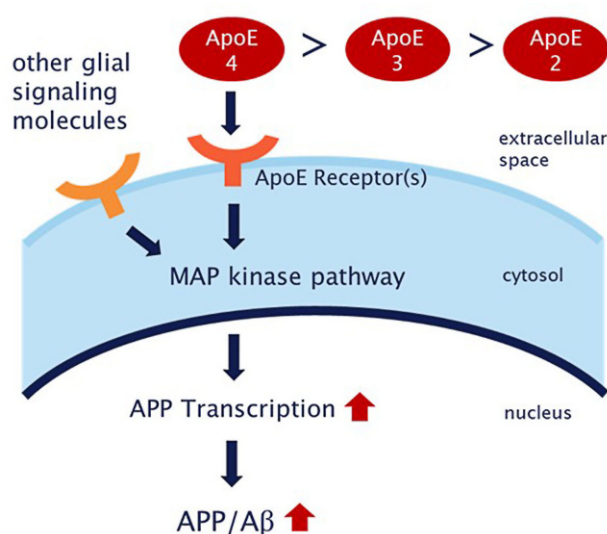 ApoE
4
>
ApoE
3
>
ApoE
2
other glial
signaling
molecules
extracellular
space
ApoE Receptor(s)
MAP kinase pathway
cytosol
APP Transcription
nucleus
APP/Aβ